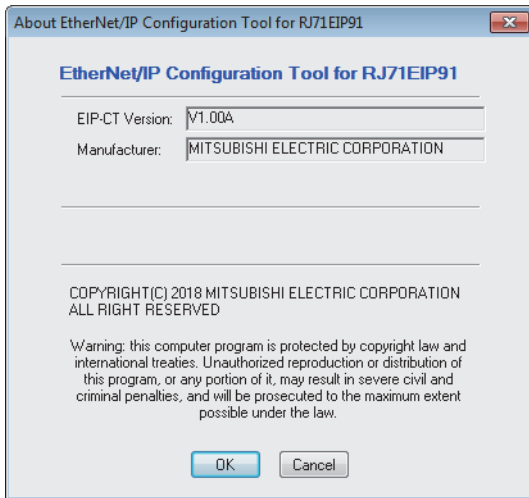 About EtherNet/IP Configuration Tool for RJ71EIP91
EtherNet/IP Configuration Tool for RJ71EIP91
EIP-CT Version: V1.00A
Manufacturer: MITSUBISHI ELECTRIC CORPORATION
COPYRIGHT(C) 2018 MITSUBISHI ELECTRIC CORPORATION
ALL RIGHT RESERVED
Warning: this computer program is protected by copyright law and
international treaties. Unauthorized reproduction or distribution of
this program, or any portion of it, may result in severe civil and
criminal penalties, and will be prosecuted to the maximum extent
possible under the law.
OK Cancel